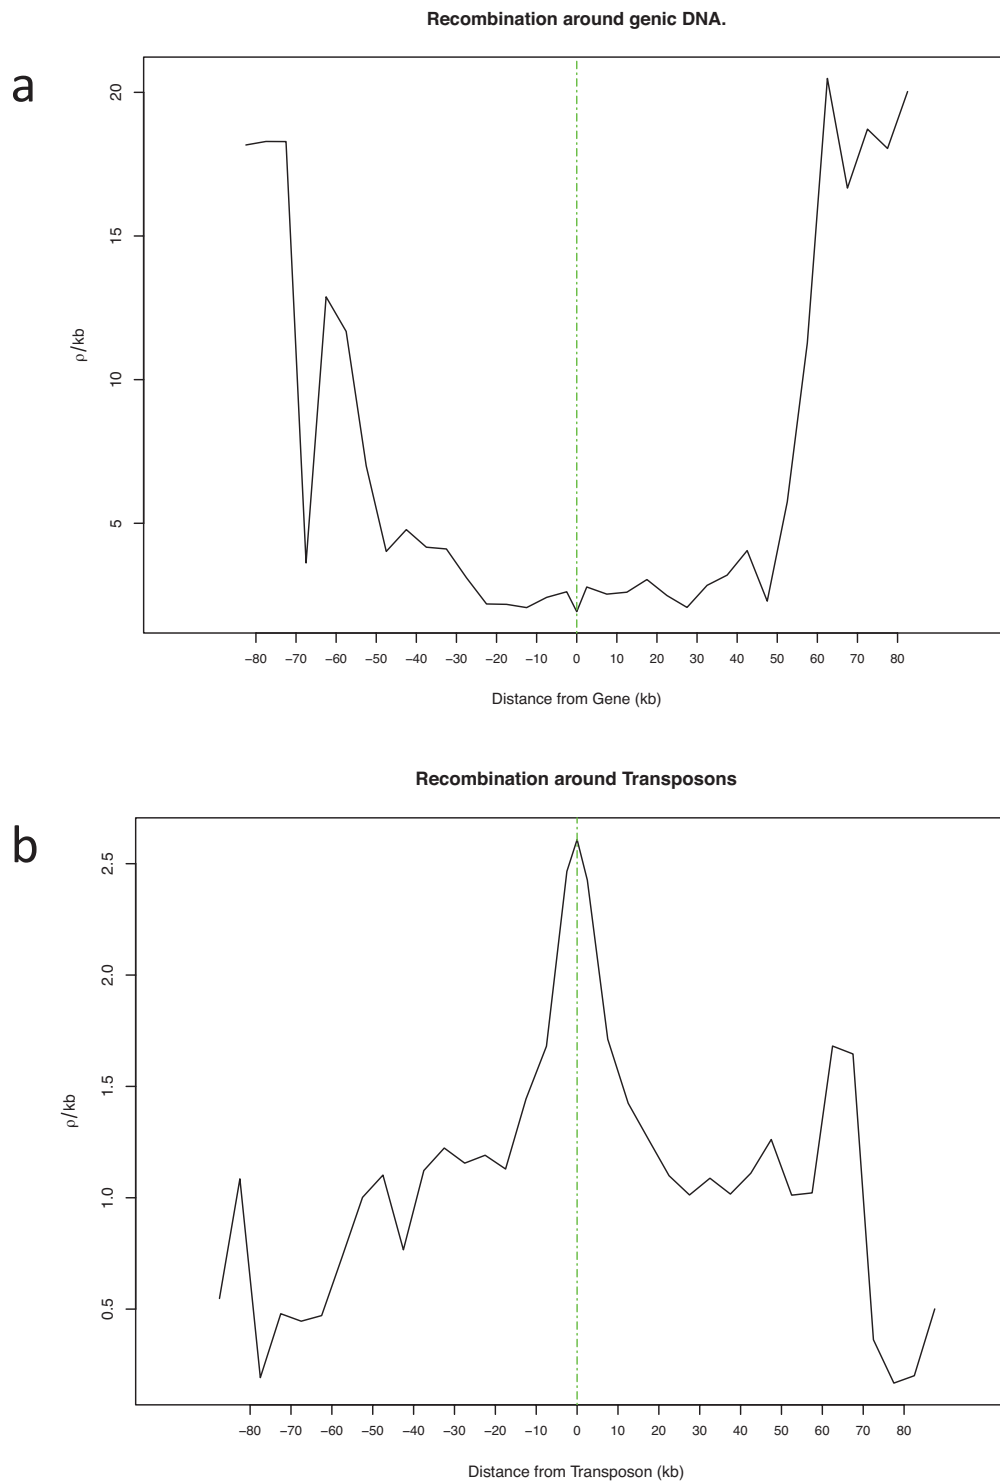 Recombination around genic DNA.
a
20
15
10
5
ρ/kb
−80 −70 −60 −50 −40 −30 −20 −10 0 10 20 30 40 50 60 70 80
Distance from Gene (kb)
Recombination around Transposons
b
2.5
2.0
1.5
1.0
0.5
ρ/kb
−80 −70 −60 −50 −40 −30 −20 −10 0 10 20 30 40 50 60 70 80
Distance from Transposon (kb)